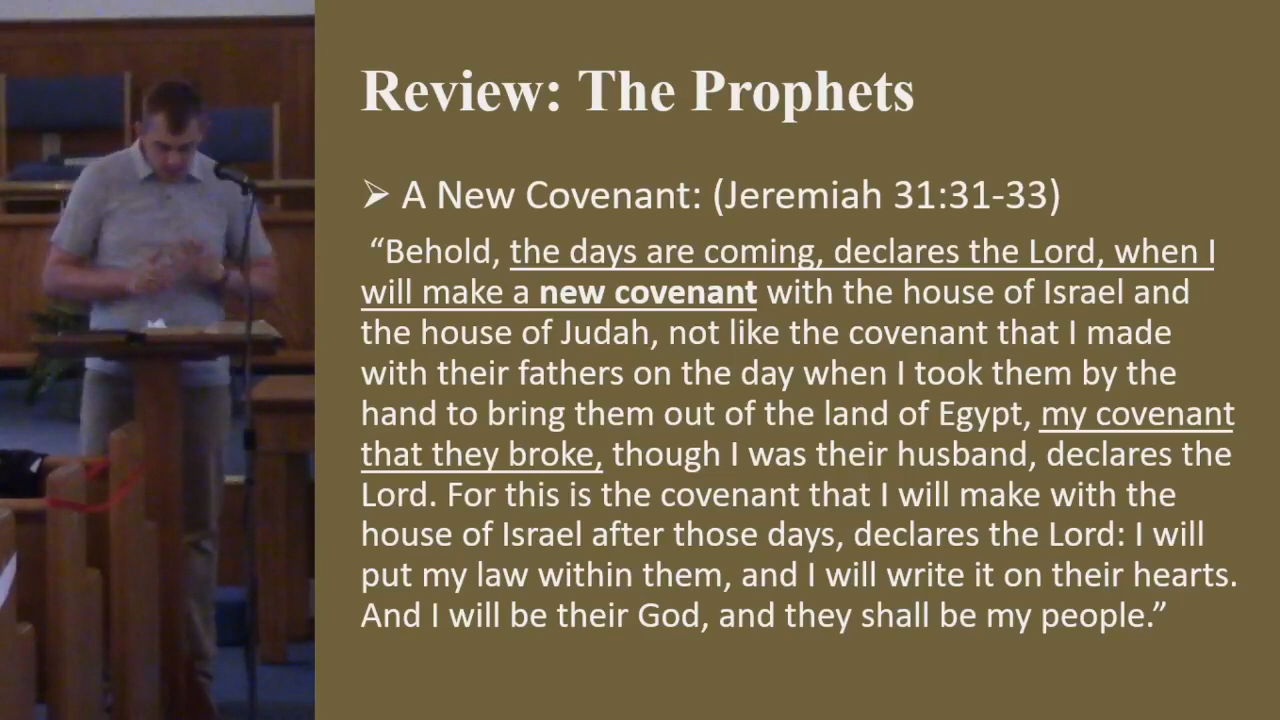 Review: The Prophets
➢ A New Covenant: (Jeremiah 31:31-33)
“Behold, the days are coming, declares the Lord, when I
will make a new covenant with the house of Israel and
the house of Judah, not like the covenant that I made
with their fathers on the day when I took them by the
hand to bring them out of the land of Egypt, my covenant
that they broke, though I was their husband, declares the
Lord. For this is the covenant that I will make with the
house of Israel after those days, declares the Lord: I will
put my law within them, and I will write it on their hearts.
And I will be their God, and they shall be my people.”